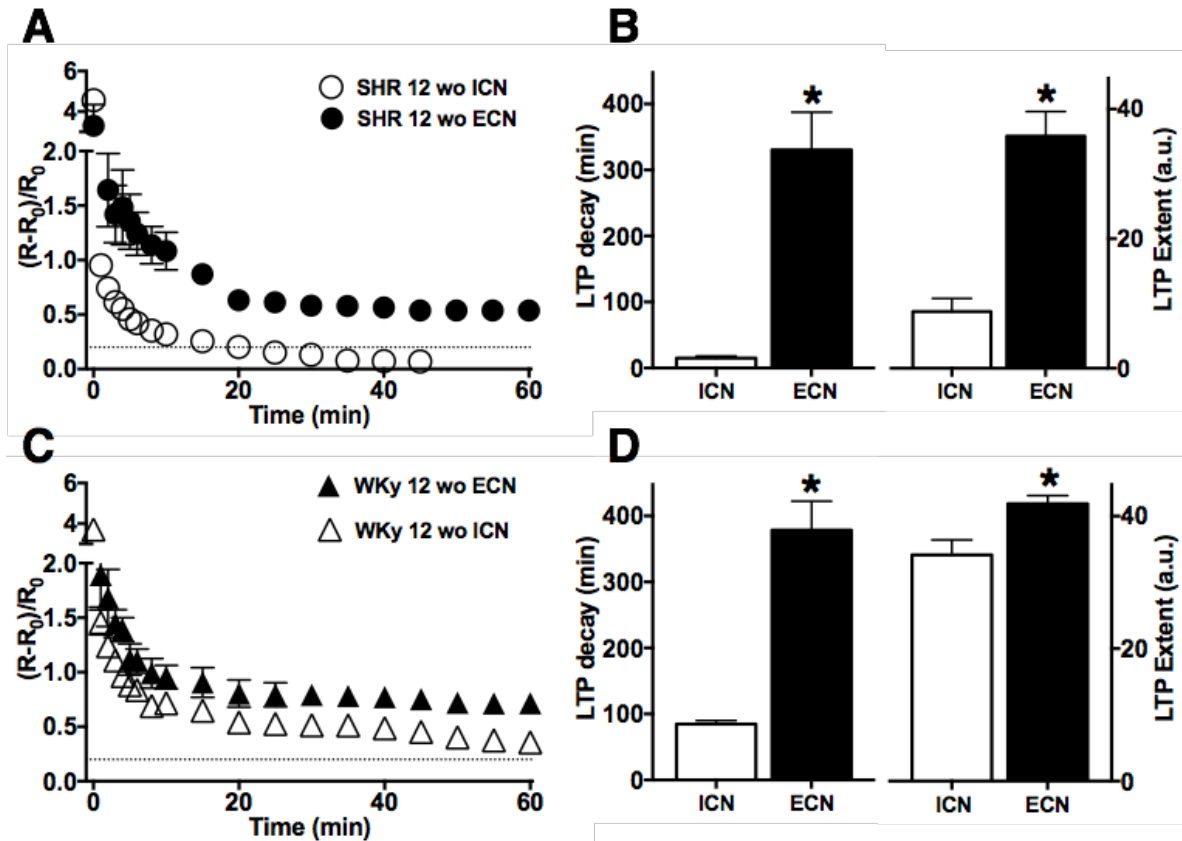 A
(R-R0)/R0
6
4
2.0
1.5
1.0
0.5
0.0
SHR 12 wo ICN
SHR 12 wo ECN
0 20 40 60
Time (min)
B
LTP decay (min)
400
300
200
100
0
* *
ICN ECN ICN ECN
40
20
0
LTP Extent (a.u.)
C
(R-R0)/R0
6
4
2.0
1.5
1.0
0.5
0.0
WKy 12 wo ECN
WKy 12 wo ICN
0 20 40 60
Time (min)
D
LTP decay (min)
400
300
200
100
0
* *
ICN ECN ICN ECN
40
20
0
LTP Extent (a.u.)